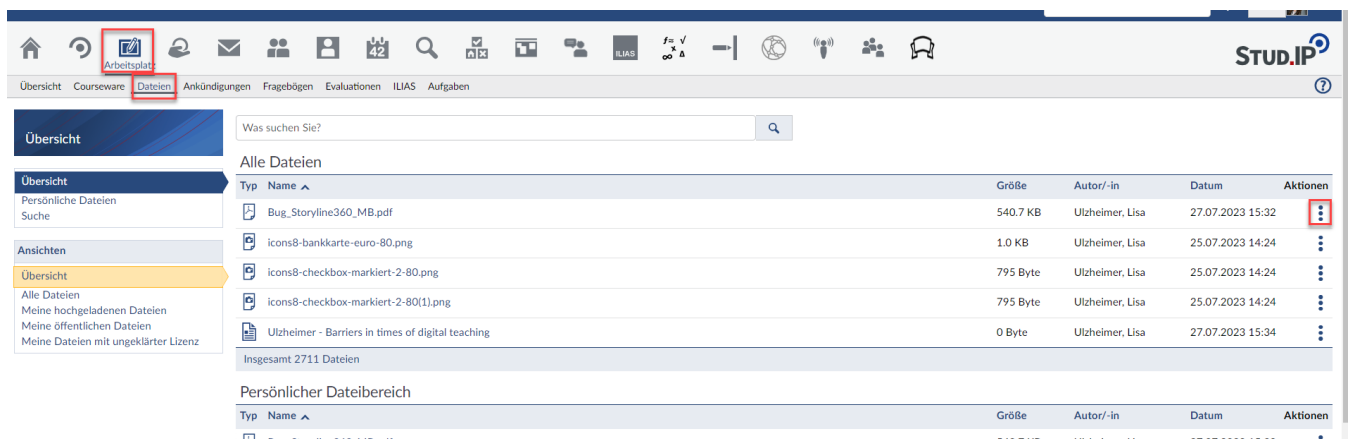 42
ILIAS
f= √
x
∞ Δ
STUD.IP
Arbeitsplatz
Übersicht Courseware Dateien Ankündigungen Fragebögen Evaluationen ILIAS Aufgaben
?
Übersicht
Was suchen Sie?
Alle Dateien
Übersicht
Persönliche Dateien
Suche
Ansichten
Übersicht
Alle Dateien
Meine hochgeladenen Dateien
Meine öffentlichen Dateien
Meine Dateien mit ungeklärter Lizenz
Typ Name Größe Autor/-in Datum Aktionen
Bug_Storyline360_MB.pdf 540.7 KB Ulzheimer, Lisa 27.07.2023 15:32
icons8-bankkarte-euro-80.png 1.0 KB Ulzheimer, Lisa 25.07.2023 14:24
icons8-checkbox-markiert-2-80.png 795 Byte Ulzheimer, Lisa 25.07.2023 14:24
icons8-checkbox-markiert-2-80(1).png 795 Byte Ulzheimer, Lisa 25.07.2023 14:24
Ulzheimer - Barriers in times of digital teaching 0 Byte Ulzheimer, Lisa 27.07.2023 15:34
Insgesamt 2711 Dateien
Persönlicher Dateibereich
Typ Name Größe Autor/-in Datum Aktionen